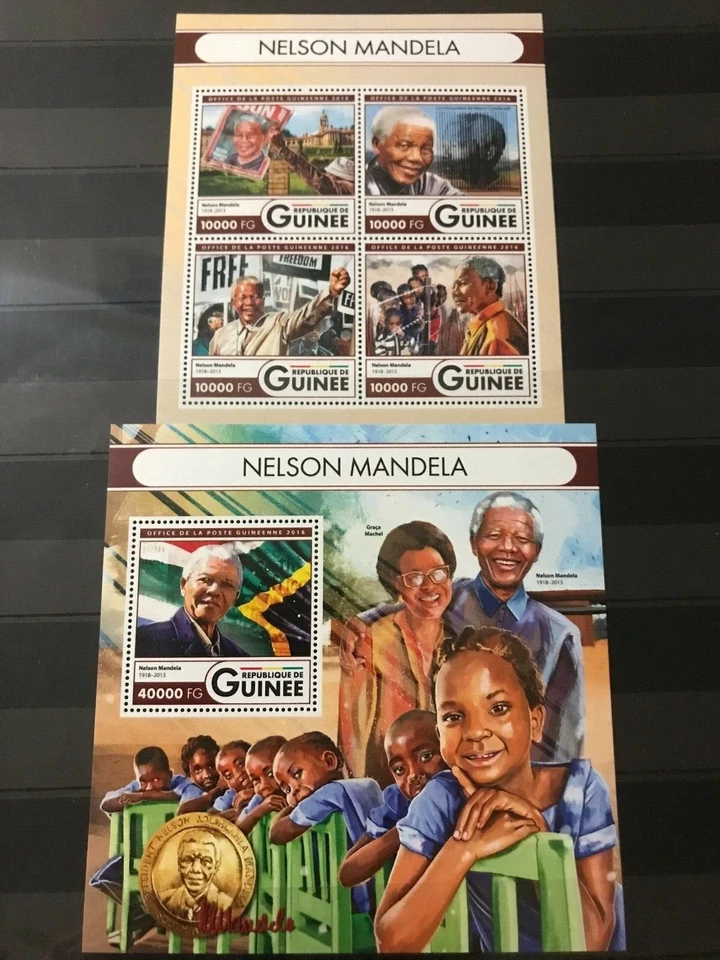 NELSON MANDELA
OFFICE DE LA POSTE GUINEENNE 2016
Nelson Mandela
1918-2013
10000 FG
REPUBLIQUE DE
GUINEE
OFFICE DE LA POSTE GUINEENNE 2016
Nelson Mandela
1918-2013
10000 FG
REPUBLIQUE DE
GUINEE
OFFICE DE LA POSTE GUINEENNE 2016
FREE
FREEDOM
Nelson Mandela
1918-2013
10000 FG
REPUBLIQUE DE
GUINEE
OFFICE DE LA POSTE GUINEENNE 2016
Nelson Mandela
1918-2013
10000 FG
REPUBLIQUE DE
GUINEE
NELSON MANDELA
OFFICE DE LA POSTE GUINEENNE 2016
Nelson Mandela
1918-2013
40000 FG
REPUBLIQUE DE
GUINEE
Graça
Machel
Nelson Mandela
1918-2013